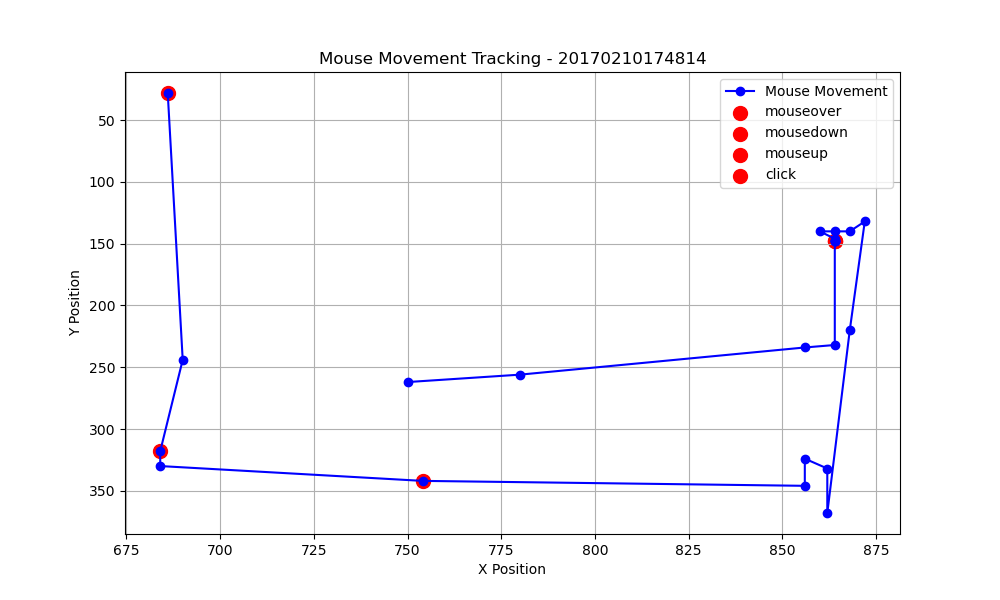 Mouse Movement Tracking - 20170210174814
Mouse Movement
mouseover
mousedown
mouseup
click
50
100
150
200
250
300
350
Y Position
675 700 725 750 775 800 825 850 875
X Position